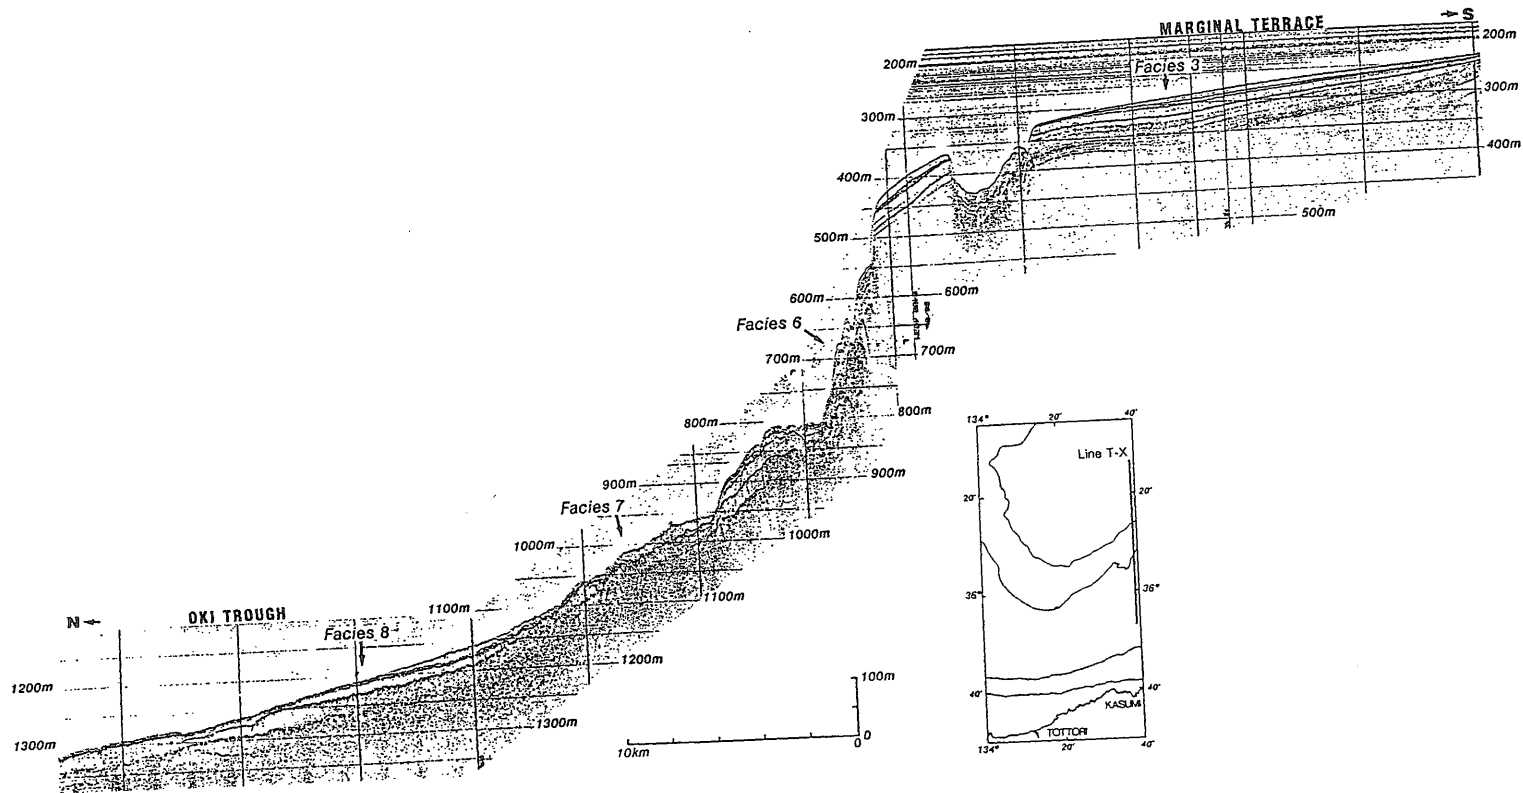 MARGINAL TERRACE
→ S
200m
200m
Facies 3
300m
300m
400m
400m
500m
500m
600m
600m
Facies 6
700m
700m
800m
800m
900m
900m
Facies 7
1000m
1000m
1100m
1100m
N ←
OKI TROUGH
Facies 8
1200m
1200m
1300m
1300m
100m
0
10km
0
134° 20' 40'
Line T-X
20' 20'
36° 36°
40' 40'
KASUMI
TOTTORI
134° 20' 40'